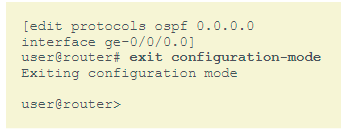 [edit protocols ospf 0.0.0.0
interface ge-0/0/0.0]
user@router# exit configuration-mode
Exiting configuration mode
user@router>